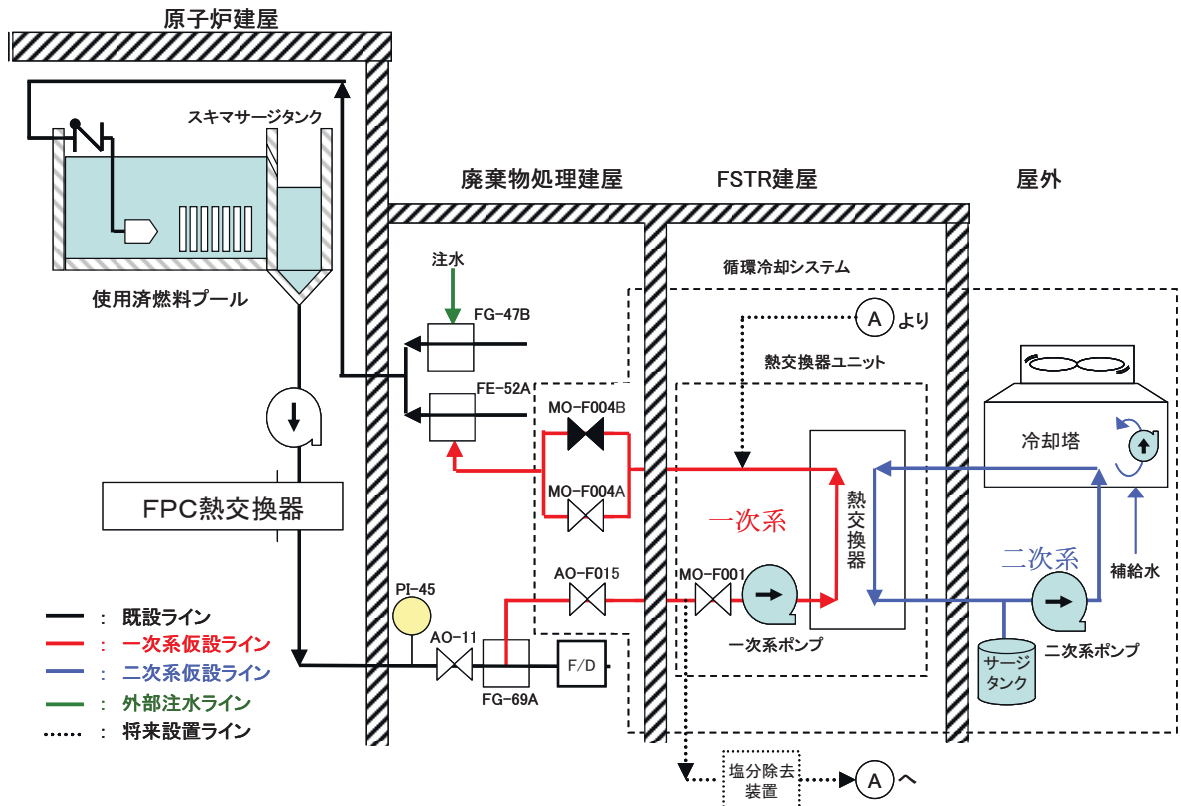 原子炉建屋
スキマサージタンク
廃棄物処理建屋
FSTR建屋
屋外
注水
循環冷却システム
使用済燃料プール
FG-47B
A より
熱交換器ユニット
FE-52A
MO-F004B
冷却塔
FPC熱交換器
MO-F004A
一次系
熱交換器
二次系
補給水
AO-F015
MO-F001
PI-45
AO-11
一次系ポンプ
二次系ポンプ
F/D
サージ
タンク
FG-69A
： 既設ライン
： 一次系仮設ライン
： 二次系仮設ライン
： 外部注水ライン
： 将来設置ライン
塩分除去
装置
A へ